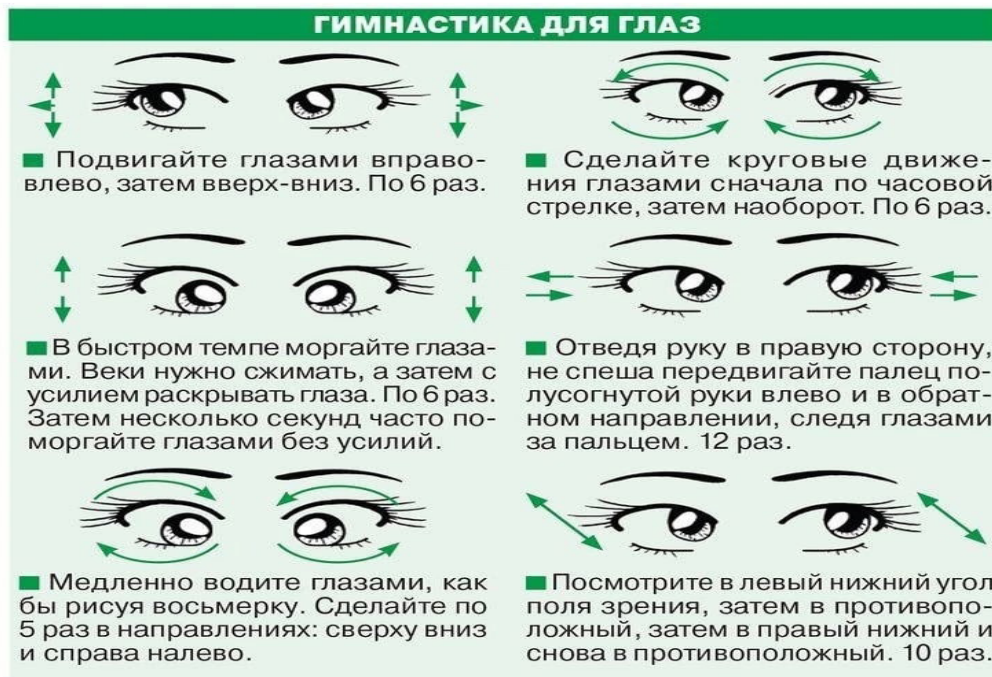 ГИМНАСТИКА ДЛЯ ГЛАЗ
Подвигайте глазами вправо-
влево, затем вверх-вниз. По 6 раз.
Сделайте круговые движе-
ния глазами сначала по часовой
стрелке, затем наоборот. По 6 раз.
В быстром темпе моргайте глаза-
ми. Веки нужно сжимать, а затем с
усилием раскрывать глаза. По 6 раз.
Затем несколько секунд часто по-
моргайте глазами без усилий.
Отведя руку в правую сторону,
не спеша передвигайте палец по-
лусогнутой руки влево и в обрат-
ном направлении, следя глазами
за пальцем. 12 раз.
Медленно водите глазами, как
бы рисуя восьмерку. Сделайте по
5 раз в направлениях: сверху вниз
и справа налево.
Посмотрите в левый нижний угол
поля зрения, затем в противопо-
ложный, затем в правый нижний и
снова в противоположный. 10 раз.